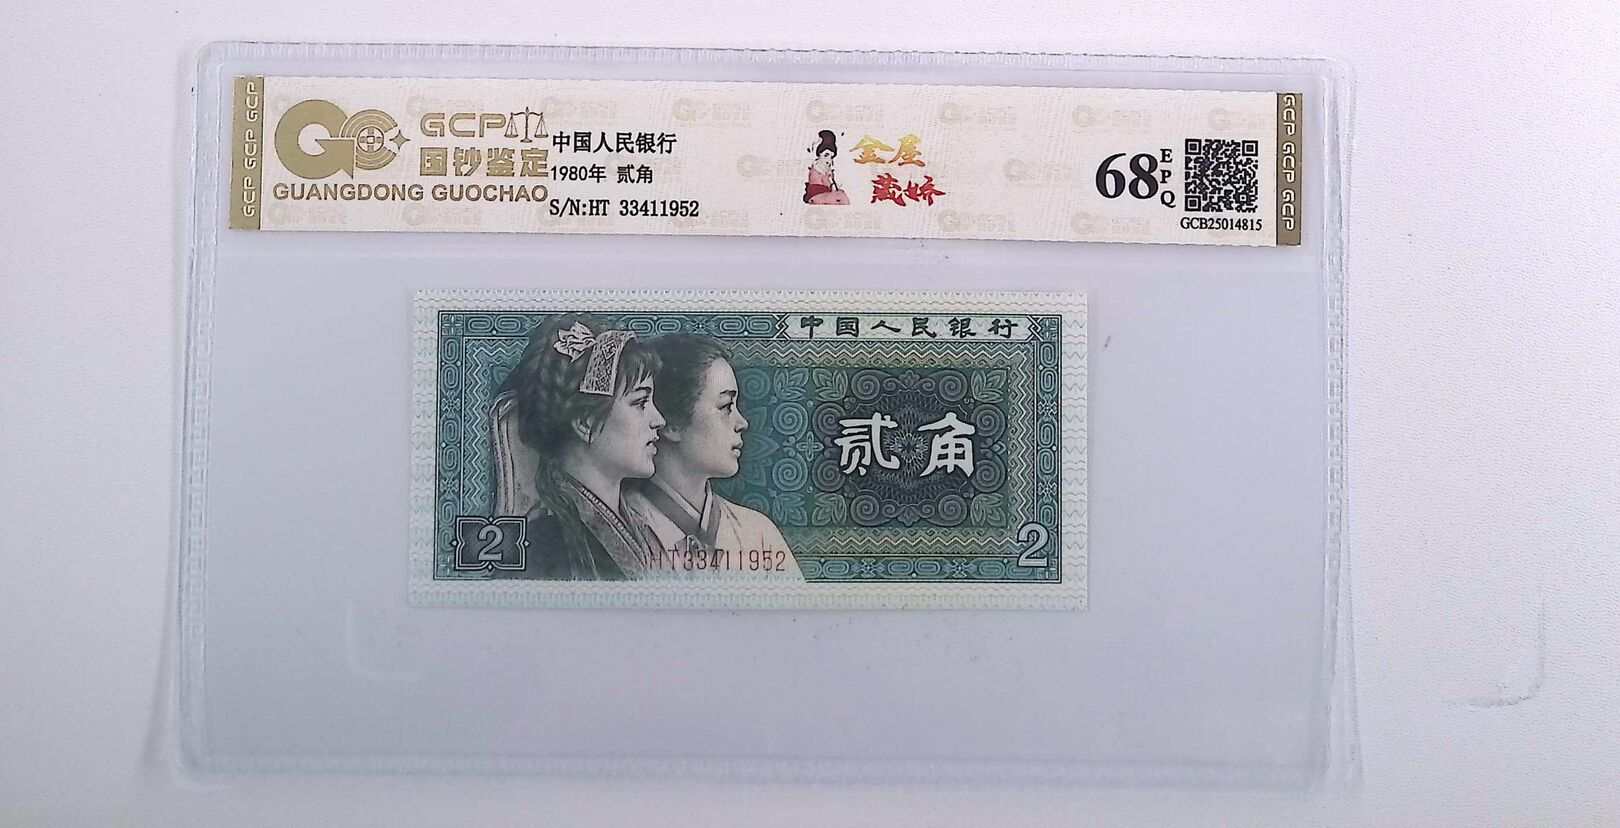 GCP GCP GCP
GCP
国钞鉴定
GUANGDONG GUOCHAO
中国人民银行
1980年 贰角
S/N:HT 33411952
金屋
藏娇
68
EPQ
GCB25014815
GCP GCP GCP
中国人民银行
贰角
2
2
HT33411952